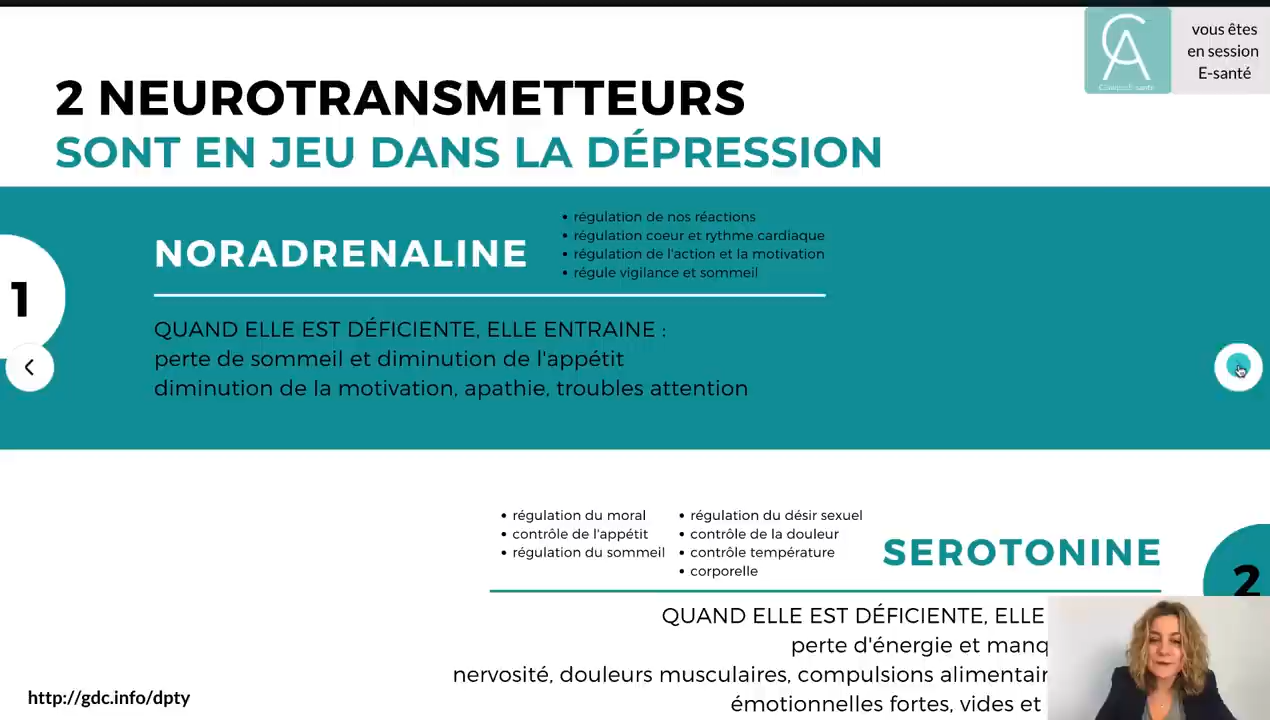 CA
vous êtes
en session
E-santé
2 NEUROTRANSMETTEURS
SONT EN JEU DANS LA DÉPRESSION
1
NORADRENALINE
• régulation de nos réactions
• régulation coeur et rythme cardiaque
• régulation de l'action et la motivation
• régule vigilance et sommeil
QUAND ELLE EST DÉFICIENTE, ELLE ENTRAINE :
perte de sommeil et diminution de l'appétit
diminution de la motivation, apathie, troubles attention
• régulation du moral
• contrôle de l'appétit
• régulation du sommeil
• régulation du désir sexuel
• contrôle de la douleur
• contrôle température
• corporelle
SEROTONINE
2
QUAND ELLE EST DÉFICIENTE, ELLE
perte d'énergie et manq
nervosité, douleurs musculaires, compulsions alimentair
émotionnelles fortes, vides et
http://gdc.info/dpty